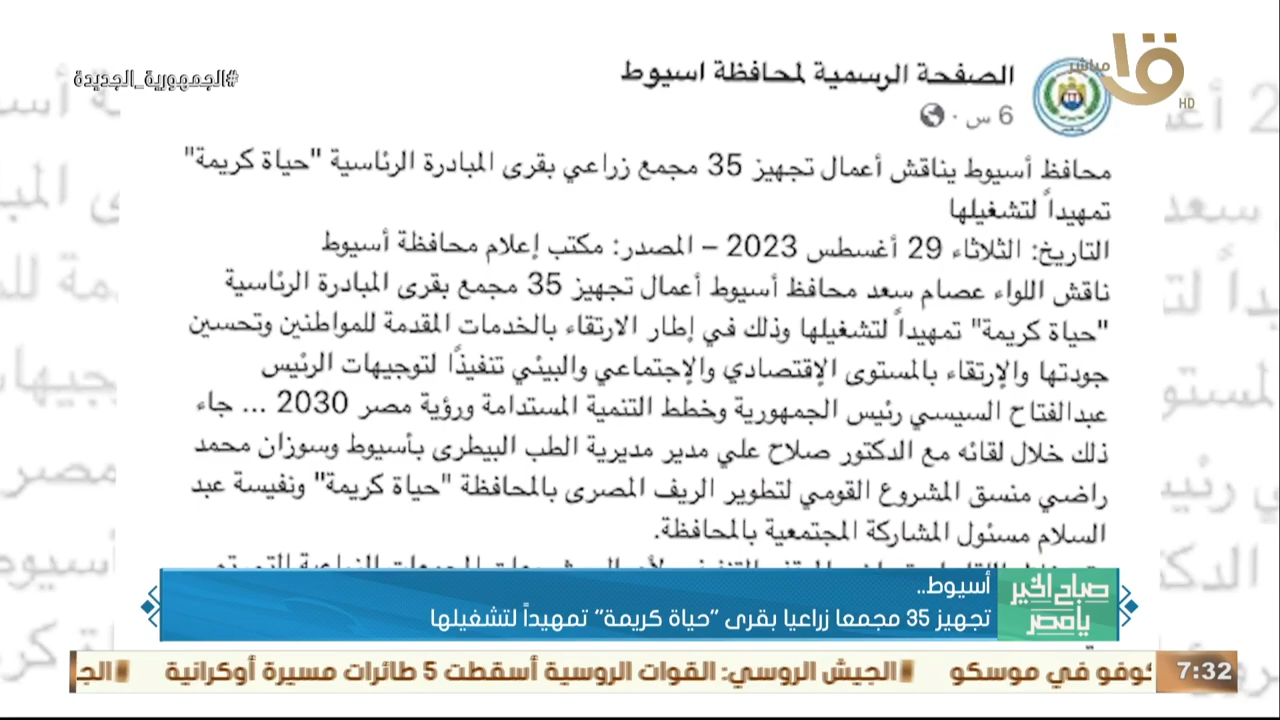 #الجمهورية_الجديدة
مباشر
HD
الصفحة الرسمية لمحافظة اسيوط
6 س ·
محافظ أسيوط يناقش أعمال تجهيز 35 مجمع زراعي بقرى المبادرة الرئاسية "حياة كريمة"
تمهيداً لتشغيلها
التاريخ: الثلاثاء 29 أغسطس 2023 – المصدر: مكتب إعلام محافظة أسيوط
ناقش اللواء عصام سعد محافظ أسيوط أعمال تجهيز 35 مجمع بقرى المبادرة الرئاسية
"حياة كريمة" تمهيداً لتشغيلها وذلك في إطار الارتقاء بالخدمات المقدمة للمواطنين وتحسين
جودتها والإرتقاء بالمستوى الإقتصادي والإجتماعي والبيئي تنفيذًا لتوجيهات الرئيس
عبدالفتاح السيسي رئيس الجمهورية وخطط التنمية المستدامة ورؤية مصر 2030 ... جاء
ذلك خلال لقائه مع الدكتور صلاح علي مدير مديرية الطب البيطرى بأسيوط وسوزان محمد
راضي منسق المشروع القومي لتطوير الريف المصرى بالمحافظة "حياة كريمة" ونفيسة عبد
السلام مسئول المشاركة المجتمعية بالمحافظة.
صباح الخير
يا مصر
أسيوط..
تجهيز 35 مجمعا زراعيا بقرى "حياة كريمة" تمهيداً لتشغيلها
7:32
في موسكو
الجيش الروسي: القوات الروسية أسقطت 5 طائرات مسيرة أوكرانية